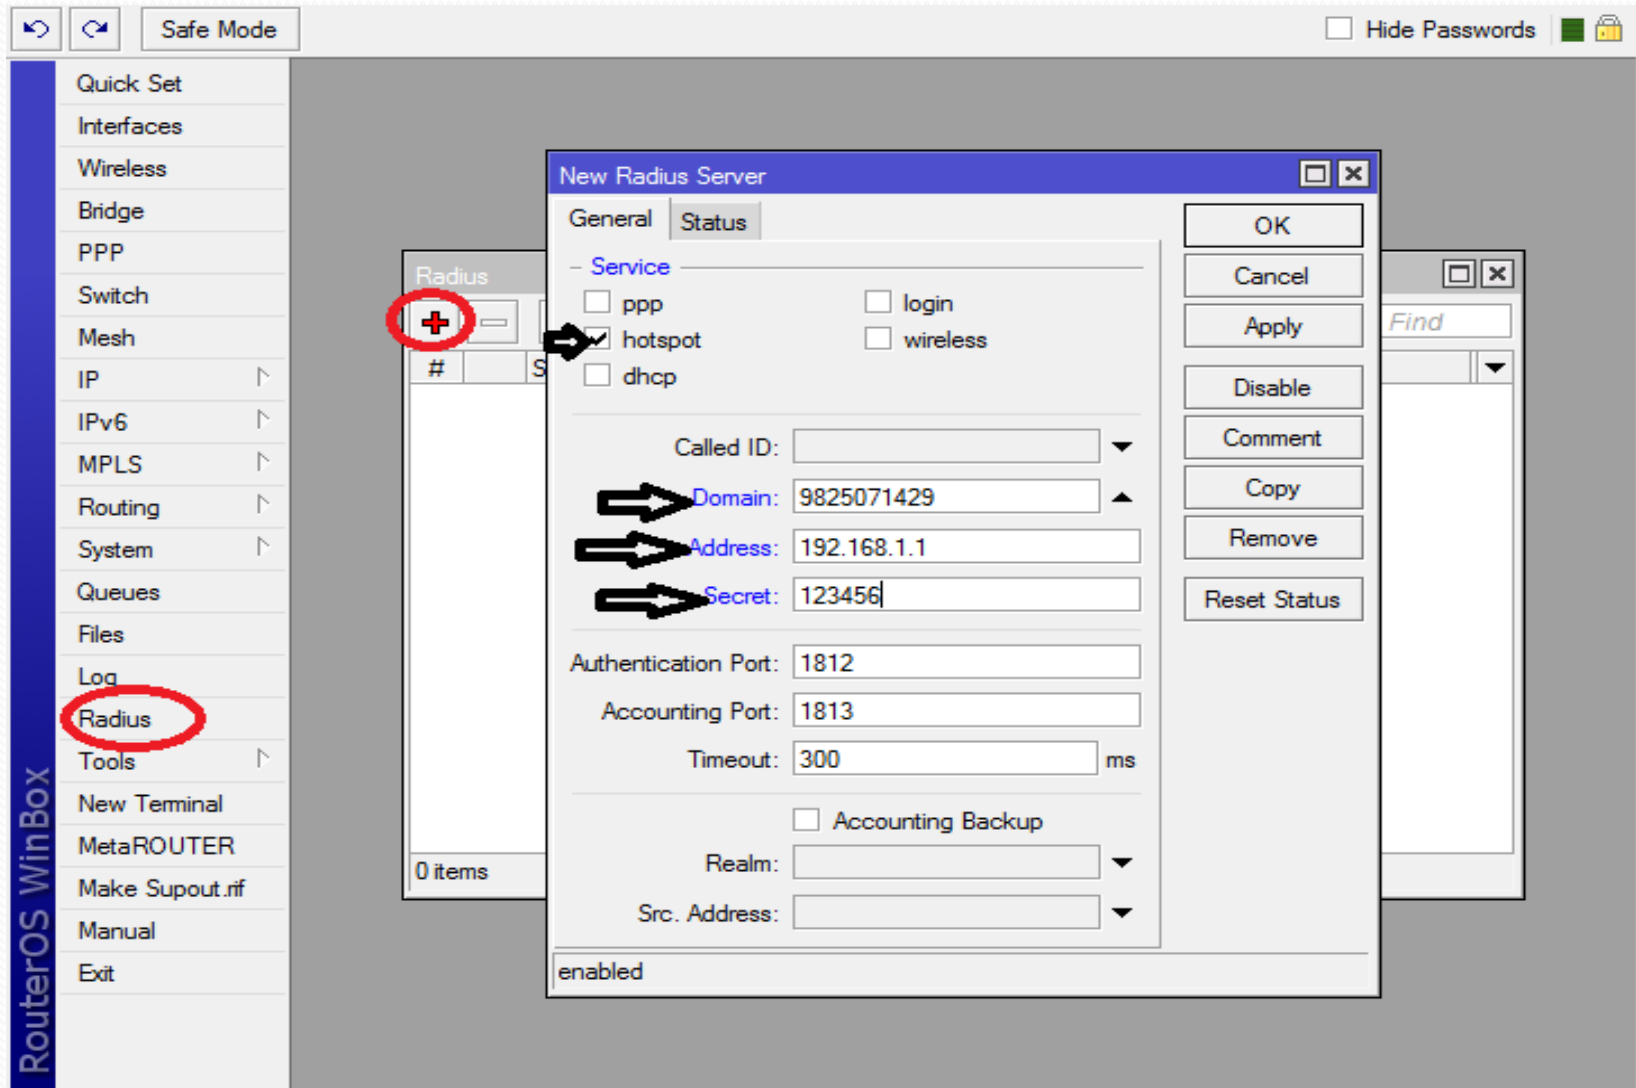 Safe Mode
Hide Passwords
Quick Set
Interfaces
Wireless
Bridge
PPP
Switch
Mesh
IP
IPv6
MPLS
Routing
System
Queues
Files
Log
Radius
Tools
New Terminal
MetaROUTER
Make Supout.rif
Manual
Exit
RouterOS WinBox
Radius
Find
#
S
0 items
New Radius Server
General Status
Service
ppp login
hotspot wireless
dhcp
Called ID:
Domain: 9825071429
Address: 192.168.1.1
Secret: 123456
Authentication Port: 1812
Accounting Port: 1813
Timeout: 300 ms
Accounting Backup
Realm:
Src. Address:
enabled
OK
Cancel
Apply
Disable
Comment
Copy
Remove
Reset Status